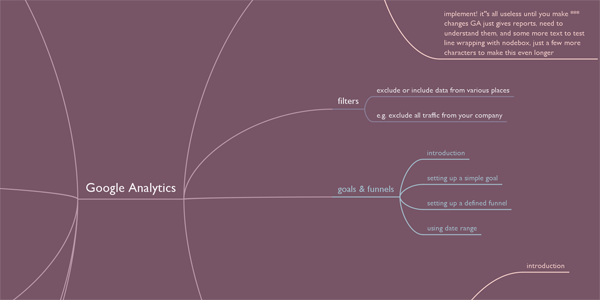 implement! it"s all useless until you make
changes GA just gives reports, need to
understand them, and some more text to test
line wrapping with nodebox, just a few more
characters to make this even longer
exclude or include data from various places
filters
e.g. exclude all traffic from your company
introduction
setting up a simple goal
Google Analytics
goals & funnels
setting up a defined funnel
using date range
introduction